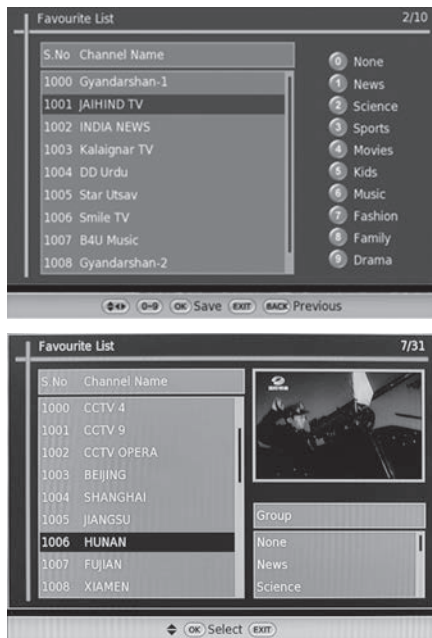 Favourite List 2/10
S.No Channel Name
1000 Gyandarshan-1
1001 JAIHIND TV
1002 INDIA NEWS
1003 Kalaignar TV
1004 DD Urdu
1005 Star Utsav
1006 Smile TV
1007 B4U Music
1008 Gyandarshan-2
0 None
1 News
2 Science
3 Sports
4 Movies
5 Kids
6 Music
7 Fashion
8 Family
9 Drama
0~9 OK Save EXIT BACK Previous
Favourite List 7/31
S.No Channel Name
1000 CCTV 4
1001 CCTV 9
1002 CCTV OPERA
1003 BEIJING
1004 SHANGHAI
1005 JIANGSU
1006 HUNAN
1007 FUJIAN
1008 XIAMEN
Group
None
News
Science
OK Select EXIT